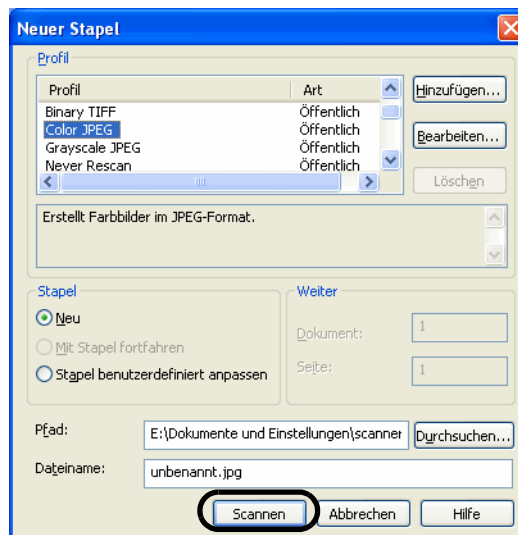 Neuer Stapel
Profil
Profil Art
Binary TIFF Öffentlich
Color JPEG Öffentlich
Grayscale JPEG Öffentlich
Never Rescan Öffentlich
Hinzufügen...
Bearbeiten...
Löschen
Erstellt Farbbilder im JPEG-Format.
Stapel
Neu
Mit Stapel fortfahren
Stapel benutzerdefiniert anpassen
Weiter
Dokument: 1
Seite: 1
Pfad: E:\Dokumente und Einstellungen\scanner Durchsuchen...
Dateiname: unbenannt.jpg
Scannen Abbrechen Hilfe